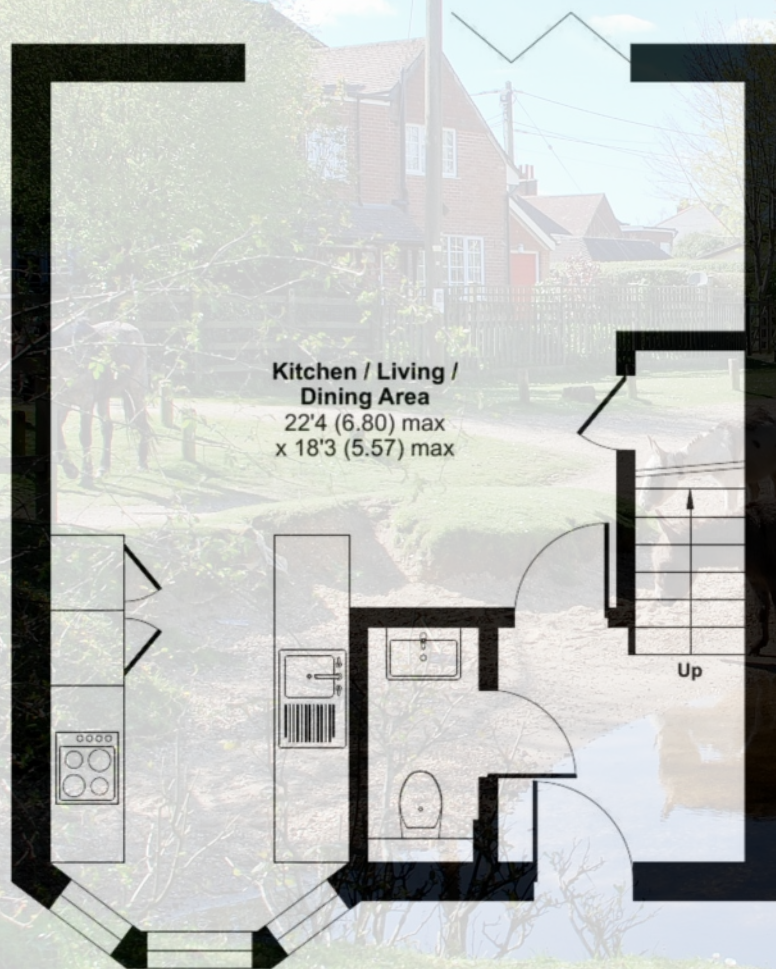 Kitchen / Living /
Dining Area
22'4 (6.80) max
x 18'3 (5.57) max
Up